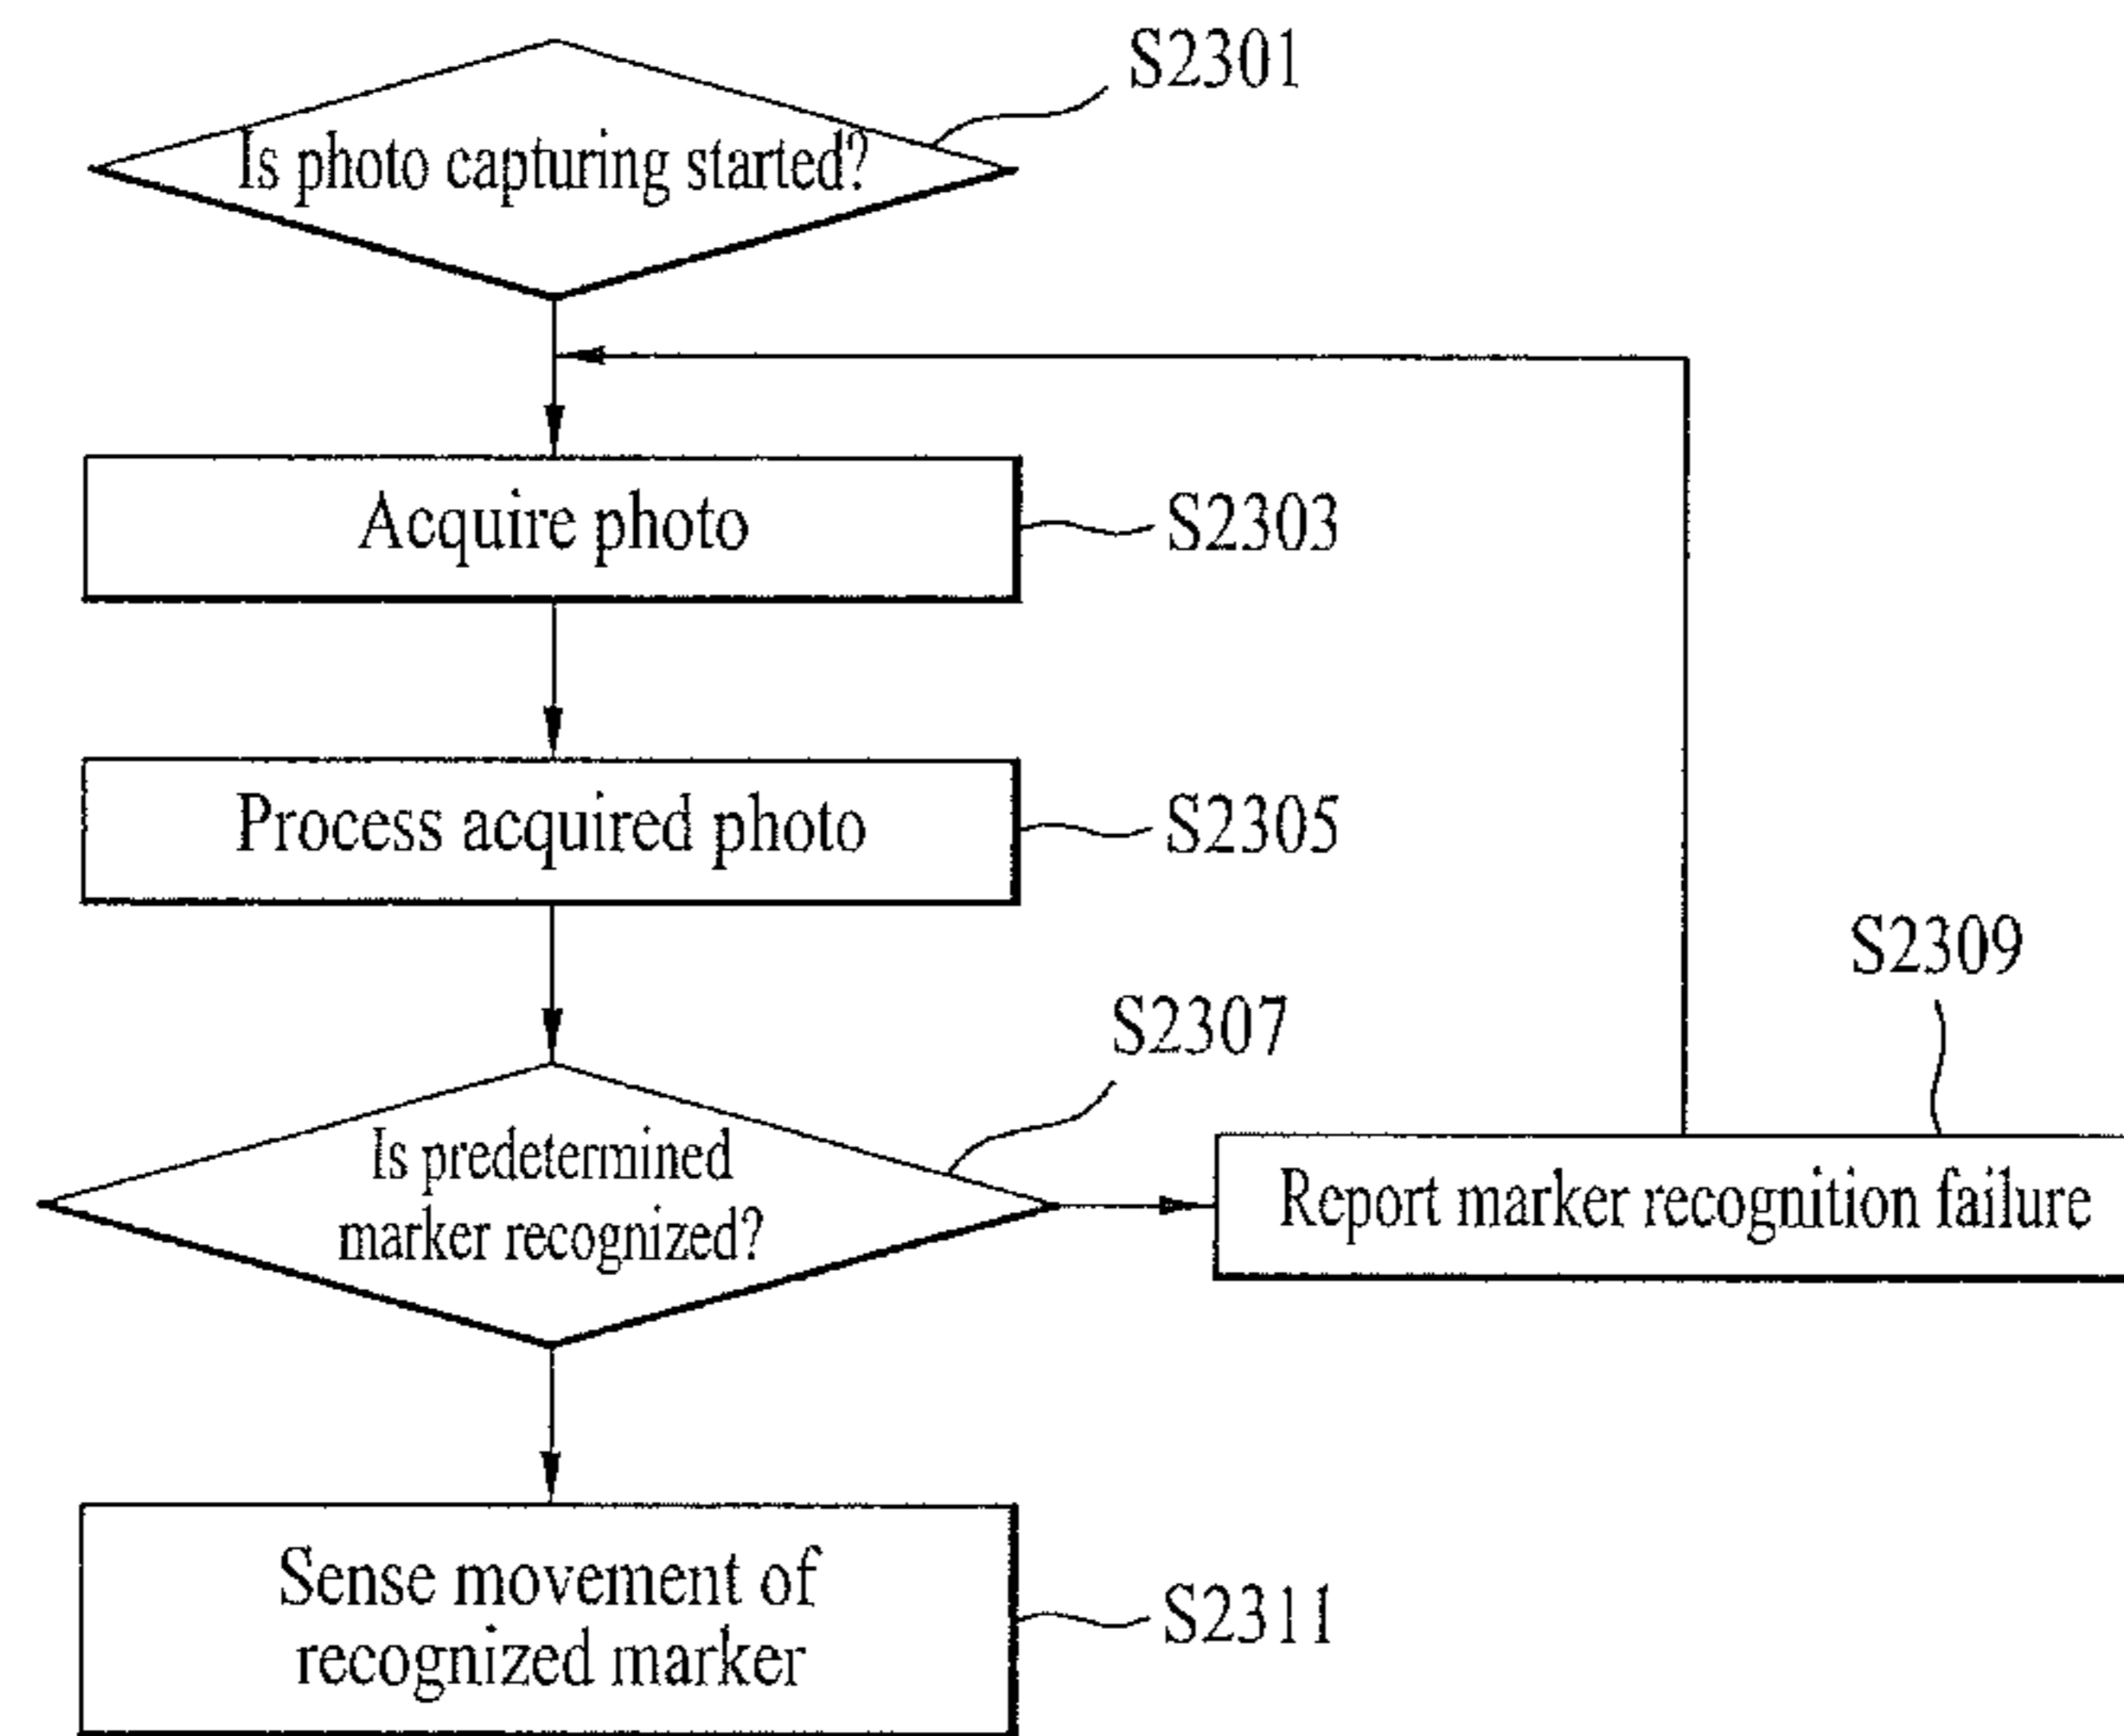 S2301
Is photo capturing started?
Acquire photo
S2303
Process acquired photo
S2305
S2309
S2307
Is predetermined
marker recognized?
Report marker recognition failure
Sense movement of
recognized marker
S2311